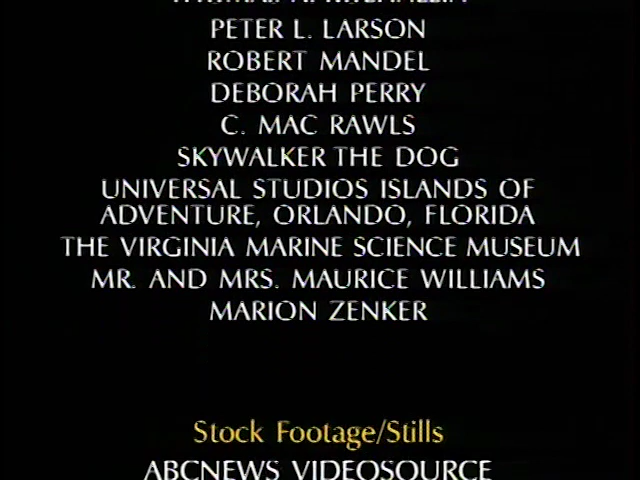 PETER L. LARSON
ROBERT MANDEL
DEBORAH PERRY
C. MAC RAWLS
SKYWALKER THE DOG
UNIVERSAL STUDIOS ISLANDS OF
ADVENTURE, ORLANDO, FLORIDA
THE VIRGINIA MARINE SCIENCE MUSEUM
MR. AND MRS. MAURICE WILLIAMS
MARION ZENKER
Stock Footage/Stills
ABCNEWS VIDEOSOURCE